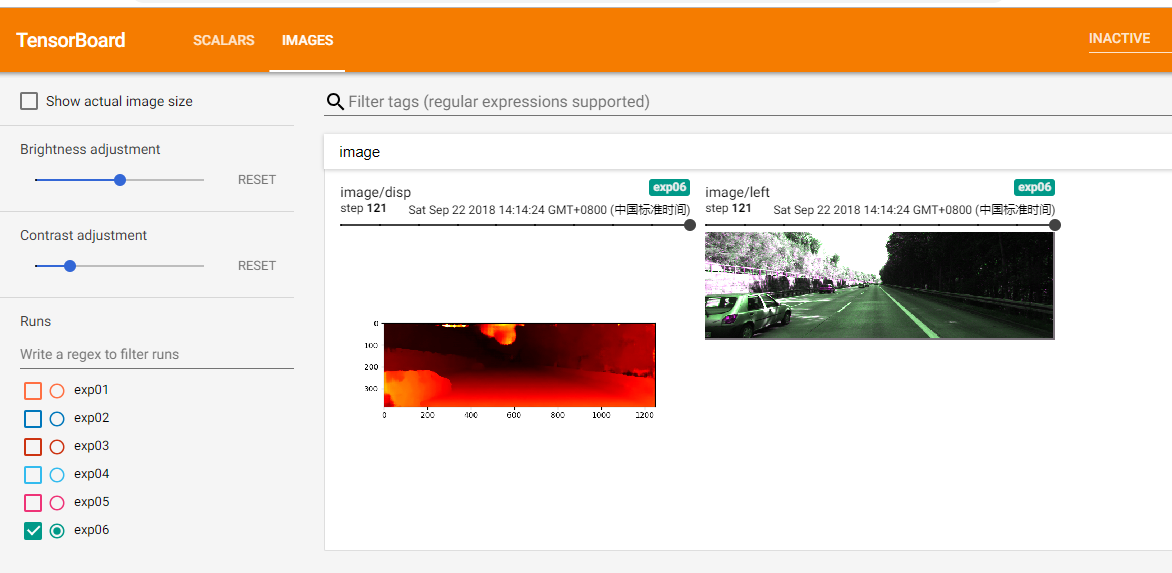 TensorBoard SCALARS IMAGES INACTIVE
Show actual image size
Filter tags (regular expressions supported)
Brightness adjustment
RESET
Contrast adjustment
RESET
Runs
Write a regex to filter runs
exp01
exp02
exp03
exp04
exp05
exp06
image
image/disp exp06
step 121 Sat Sep 22 2018 14:14:24 GMT+0800 (中国标准时间)
0
100
200
300
0 200 400 600 800 1000 1200
image/left exp06
step 121 Sat Sep 22 2018 14:14:24 GMT+0800 (中国标准时间)